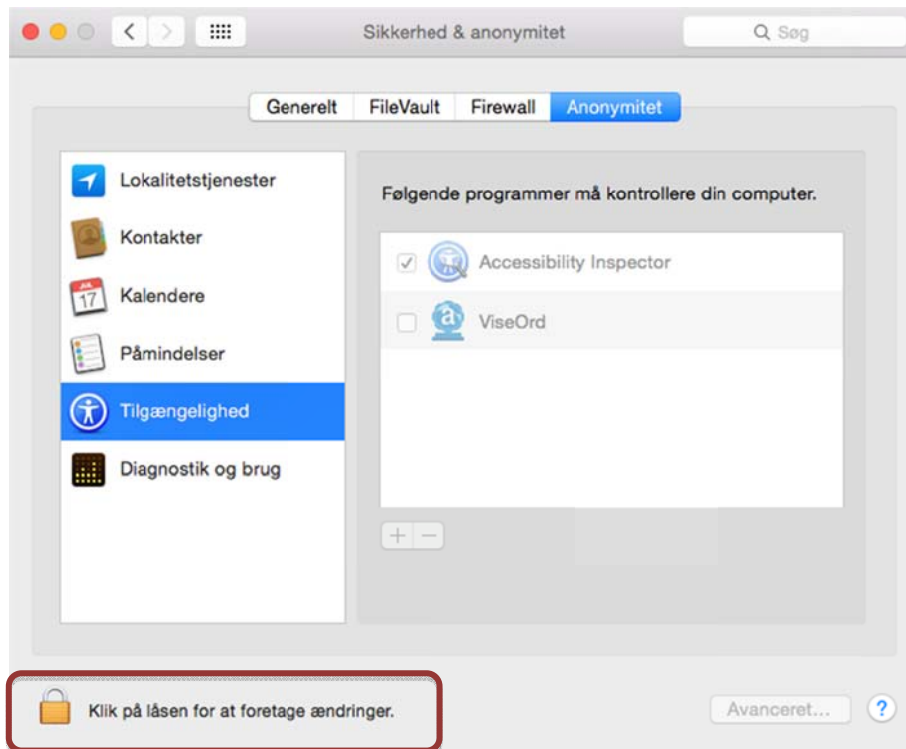 Sikkerhed & anonymitet
Søg
Generelt FileVault Firewall Anonymitet
Lokalitetstjenester
Kontakter
JUL
17
Kalendere
Påmindelser
Tilgængelighed
Diagnostik og brug
Følgende programmer må kontrollere din computer.
Accessibility Inspector
a
ViseOrd
+ −
Klik på låsen for at foretage ændringer.
Avanceret... ?